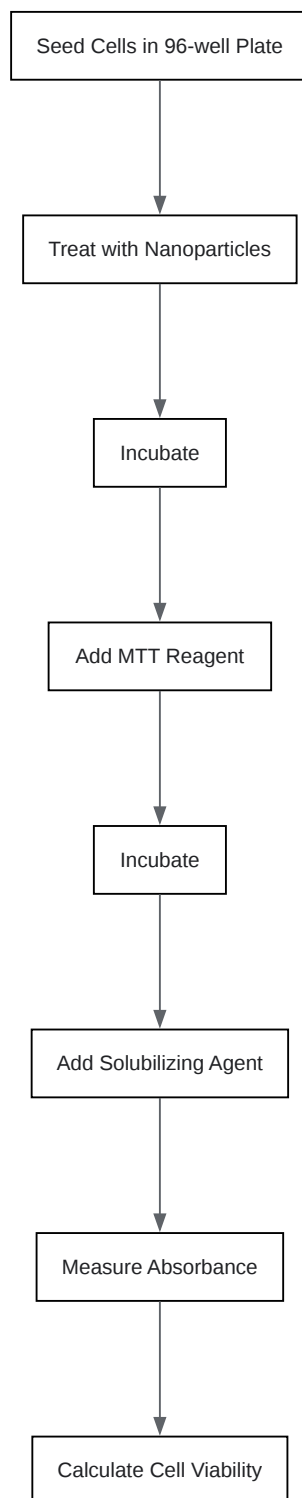 Seed Cells in 96-well Plate
Treat with Nanoparticles
Incubate
Add MTT Reagent
Incubate
Add Solubilizing Agent
Measure Absorbance
Calculate Cell Viability